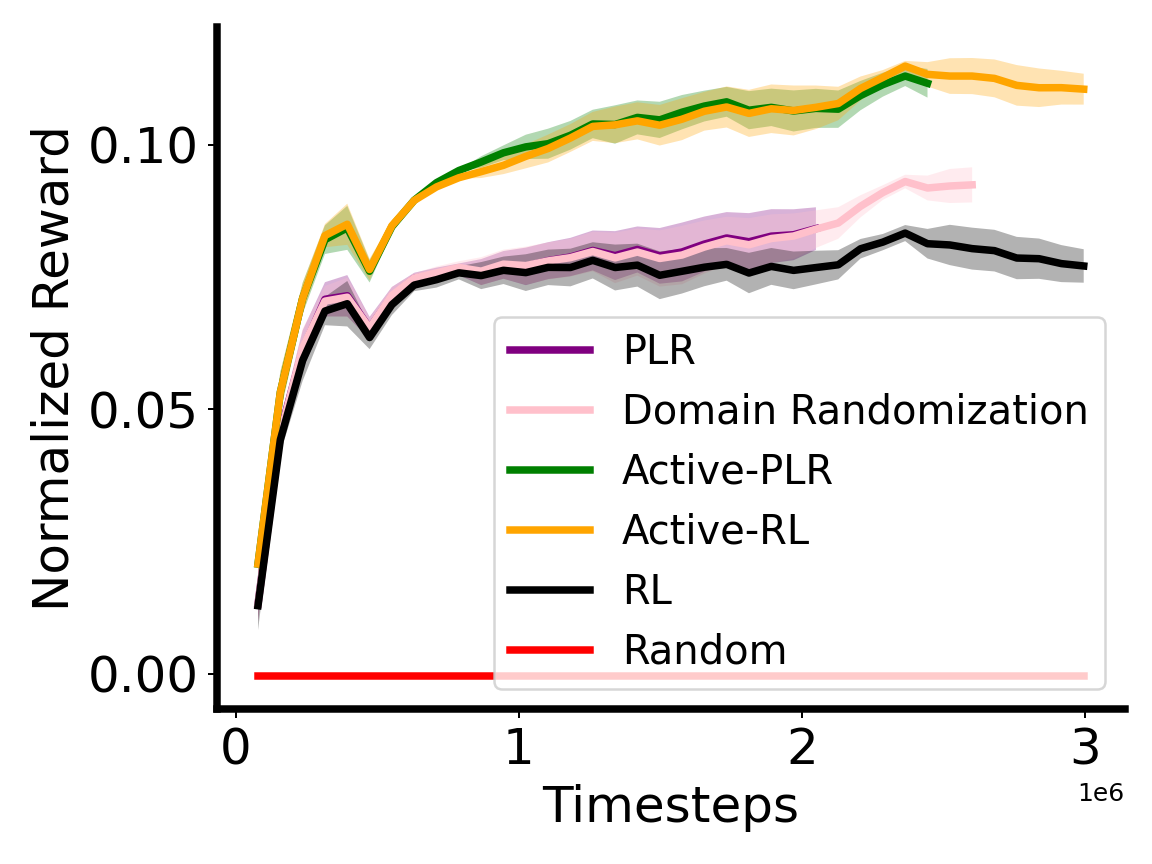 Normalized Reward
0.10
0.05
0.00
PLR
Domain Randomization
Active-PLR
Active-RL
RL
Random
0
1
2
3
1e6
Timesteps